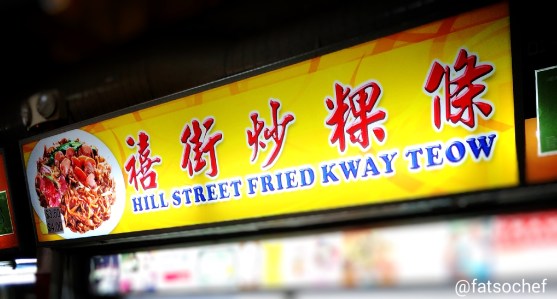 禧街炒粿條
HILL STREET FRIED KWAY TEOW
@fatsochef